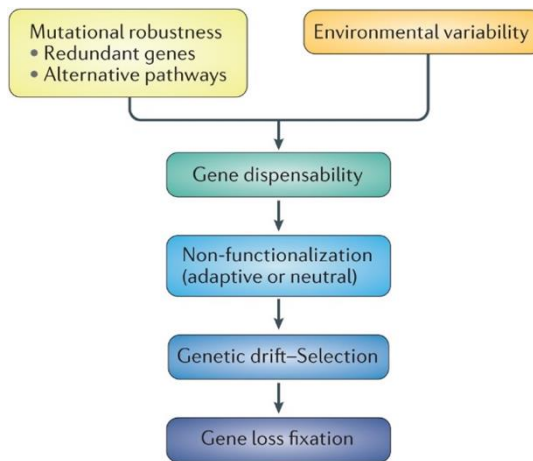 Mutational robustness
• Redundant genes
• Alternative pathways
Environmental variability
Gene dispensability
Non-functionalization
(adaptive or neutral)
Genetic drift–Selection
Gene loss fixation